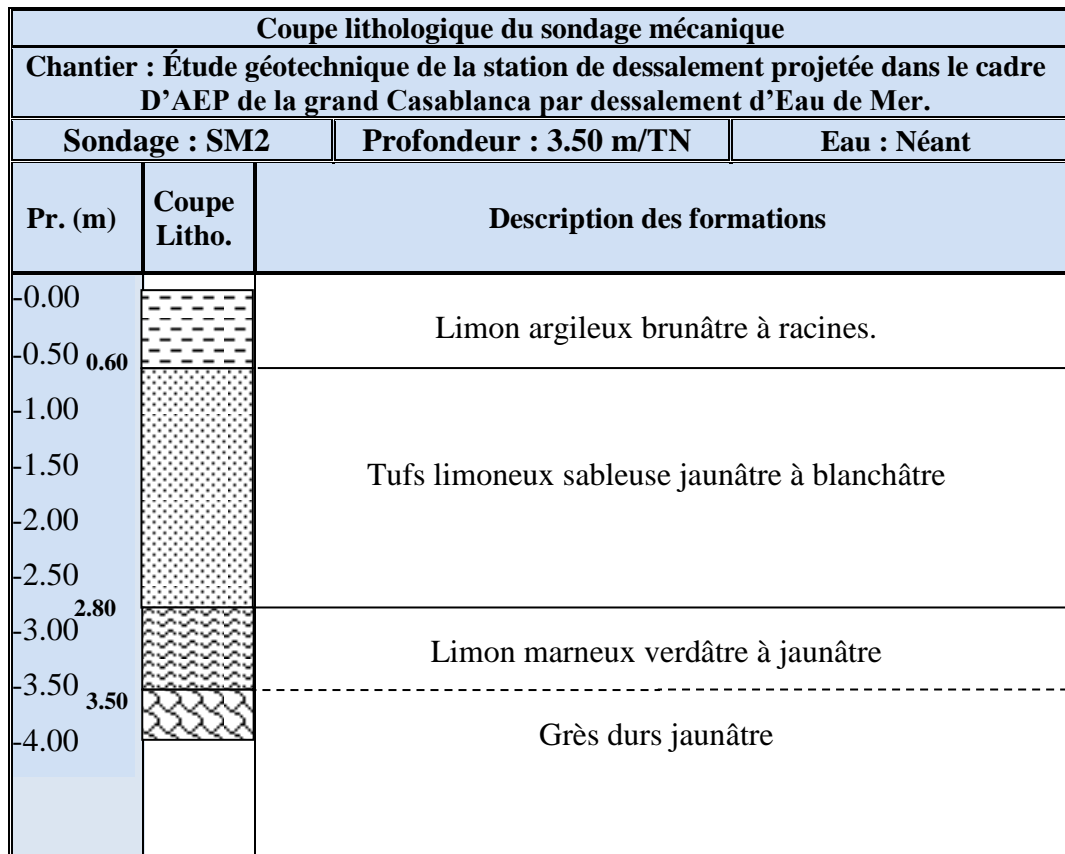 Coupe lithologique du sondage mécanique
Chantier : Étude géotechnique de la station de dessalement projetée dans le cadre
D’AEP de la grand Casablanca par dessalement d’Eau de Mer.
Sondage : SM2
Profondeur : 3.50 m/TN
Eau : Néant
Pr. (m)
Coupe
Litho.
Description des formations
-0.00
Limon argileux brunâtre à racines.
-0.50
0.60
-1.00
-1.50
Tufs limoneux sableuse jaunâtre à blanchâtre
-2.00
-2.50
2.80
-3.00
Limon marneux verdâtre à jaunâtre
-3.50
3.50
-4.00
Grès durs jaunâtre